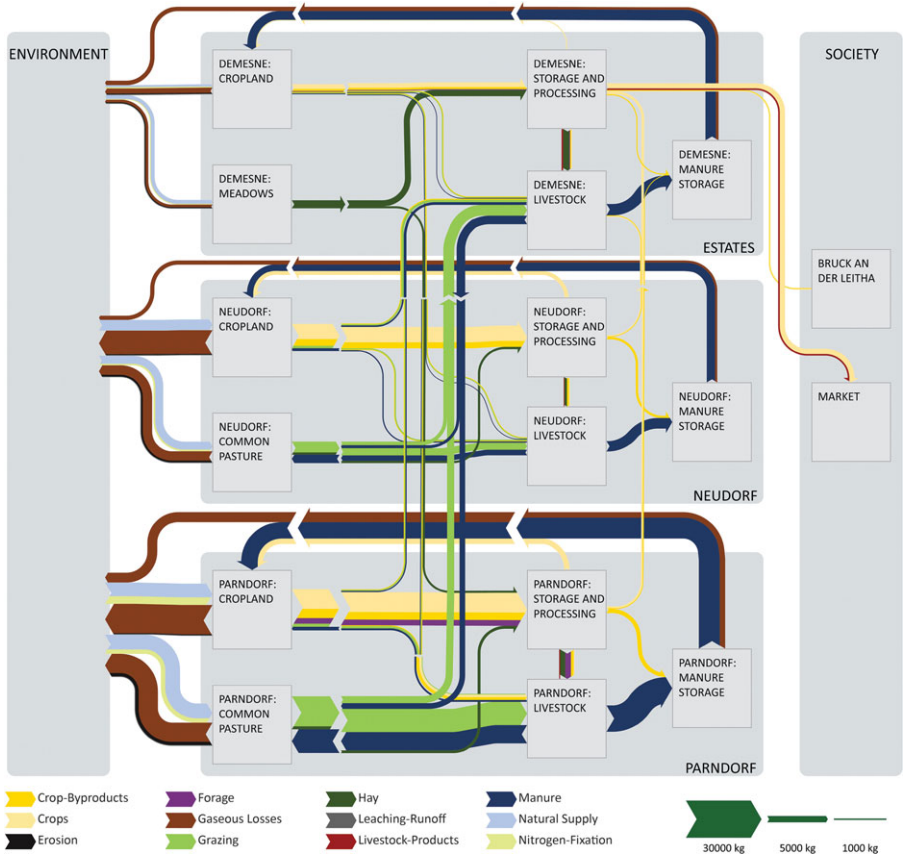 ENVIRONMENT
SOCIETY
DEMESNE:
CROPLAND
DEMESNE:
STORAGE AND
PROCESSING
DEMESNE:
MANURE
STORAGE
DEMESNE:
MEADOWS
DEMESNE:
LIVESTOCK
ESTATES
BRUCK AN
DER LEITHA
NEUDORF:
CROPLAND
NEUDORF:
STORAGE AND
PROCESSING
NEUDORF:
MANURE
STORAGE
MARKET
NEUDORF:
COMMON
PASTURE
NEUDORF:
LIVESTOCK
NEUDORF
PARNDORF:
CROPLAND
PARNDORF:
STORAGE AND
PROCESSING
PARNDORF:
MANURE
STORAGE
PARNDORF:
COMMON
PASTURE
PARNDORF:
LIVESTOCK
PARNDORF
Crop-Byproducts
Crops
Erosion
Forage
Gaseous Losses
Grazing
Hay
Leaching-Runoff
Livestock-Products
Manure
Natural Supply
Nitrogen-Fixation
30000 kg
5000 kg
1000 kg